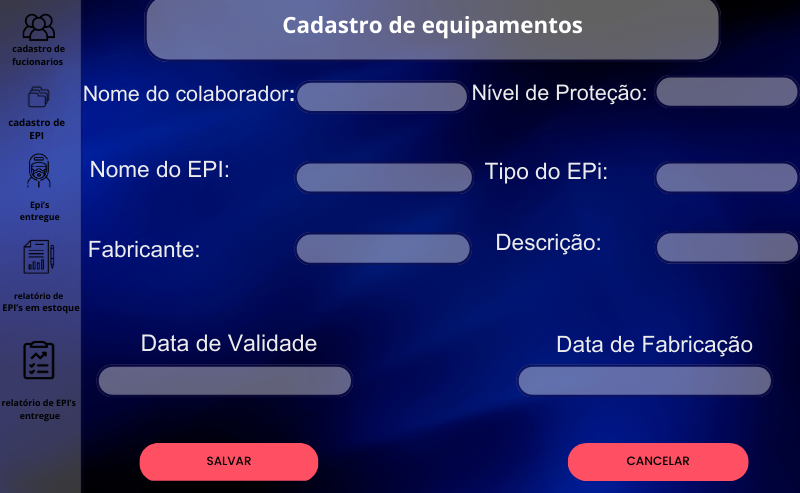 Cadastro de equipamentos
cadastro de
fucionarios
cadastro de
EPI
Epi's
entregue
relatório de
EPI's em estoque
relatório de EPI's
entregue
Nome do colaborador:
Nível de Proteção:
Nome do EPI:
Tipo do EPi:
Fabricante:
Descrição:
Data de Validade
Data de Fabricação
SALVAR
CANCELAR